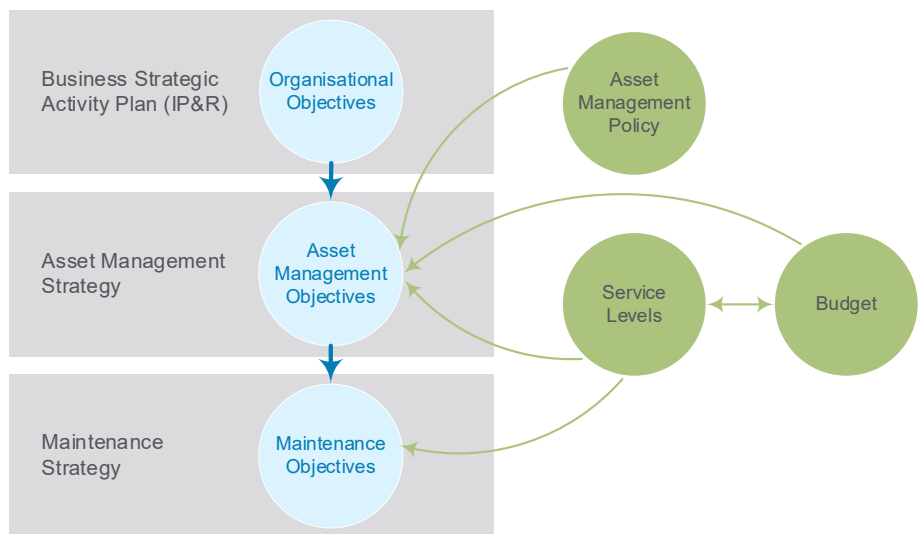 Business Strategic
Activity Plan (IP&R)
Organisational
Objectives
Asset
Management
Policy
Asset Management
Strategy
Asset
Management
Objectives
Service
Levels
Budget
Maintenance
Strategy
Maintenance
Objectives